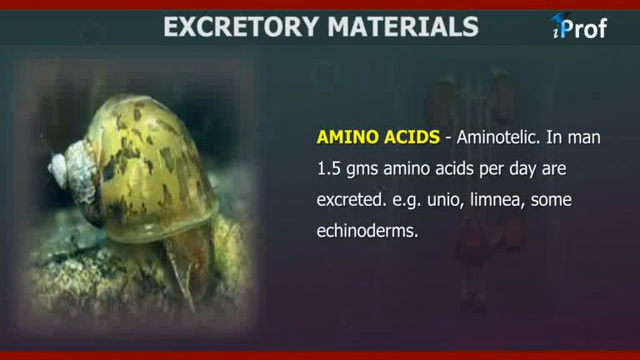 EXCRETORY MATERIALS
iProf
AMINO ACIDS - Aminotelic. In man
1.5 gms amino acids per day are
excreted. e.g. unio, limnea, some
echinoderms.